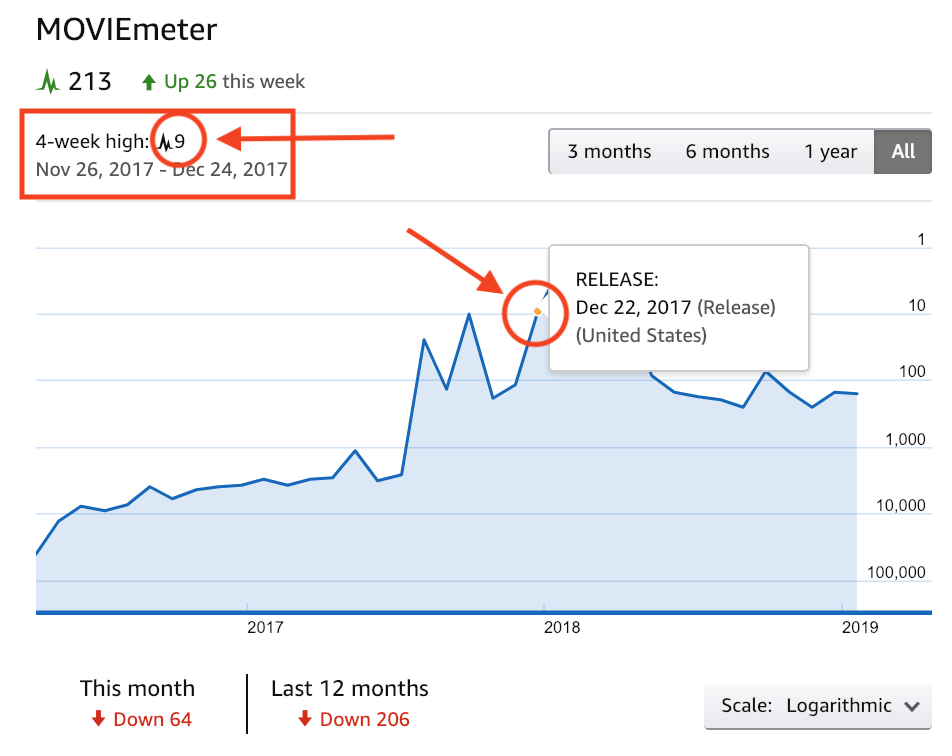 MOVIEmeter
213 Up 26 this week
4-week high: 9
Nov 26, 2017 - Dec 24, 2017
3 months 6 months 1 year All
1
RELEASE:
Dec 22, 2017 (Release)
(United States)
10
100
1,000
10,000
100,000
2017 2018 2019
This month Last 12 months
Down 64 Down 206
Scale: Logarithmic